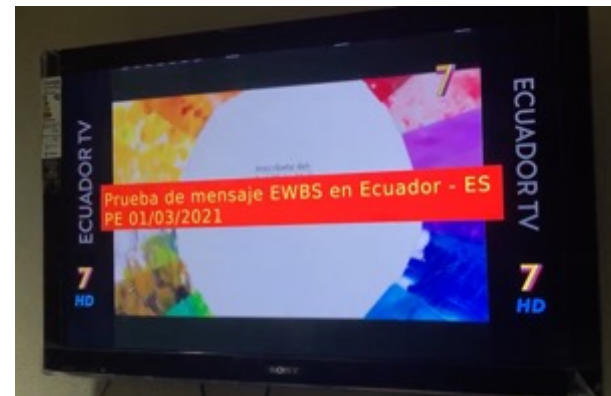 7
ECUADOR TV
ECUADOR TV
Prueba de mensaje EWBS en Ecuador - ES
PE 01/03/2021
7
HD
7
HD
SONY